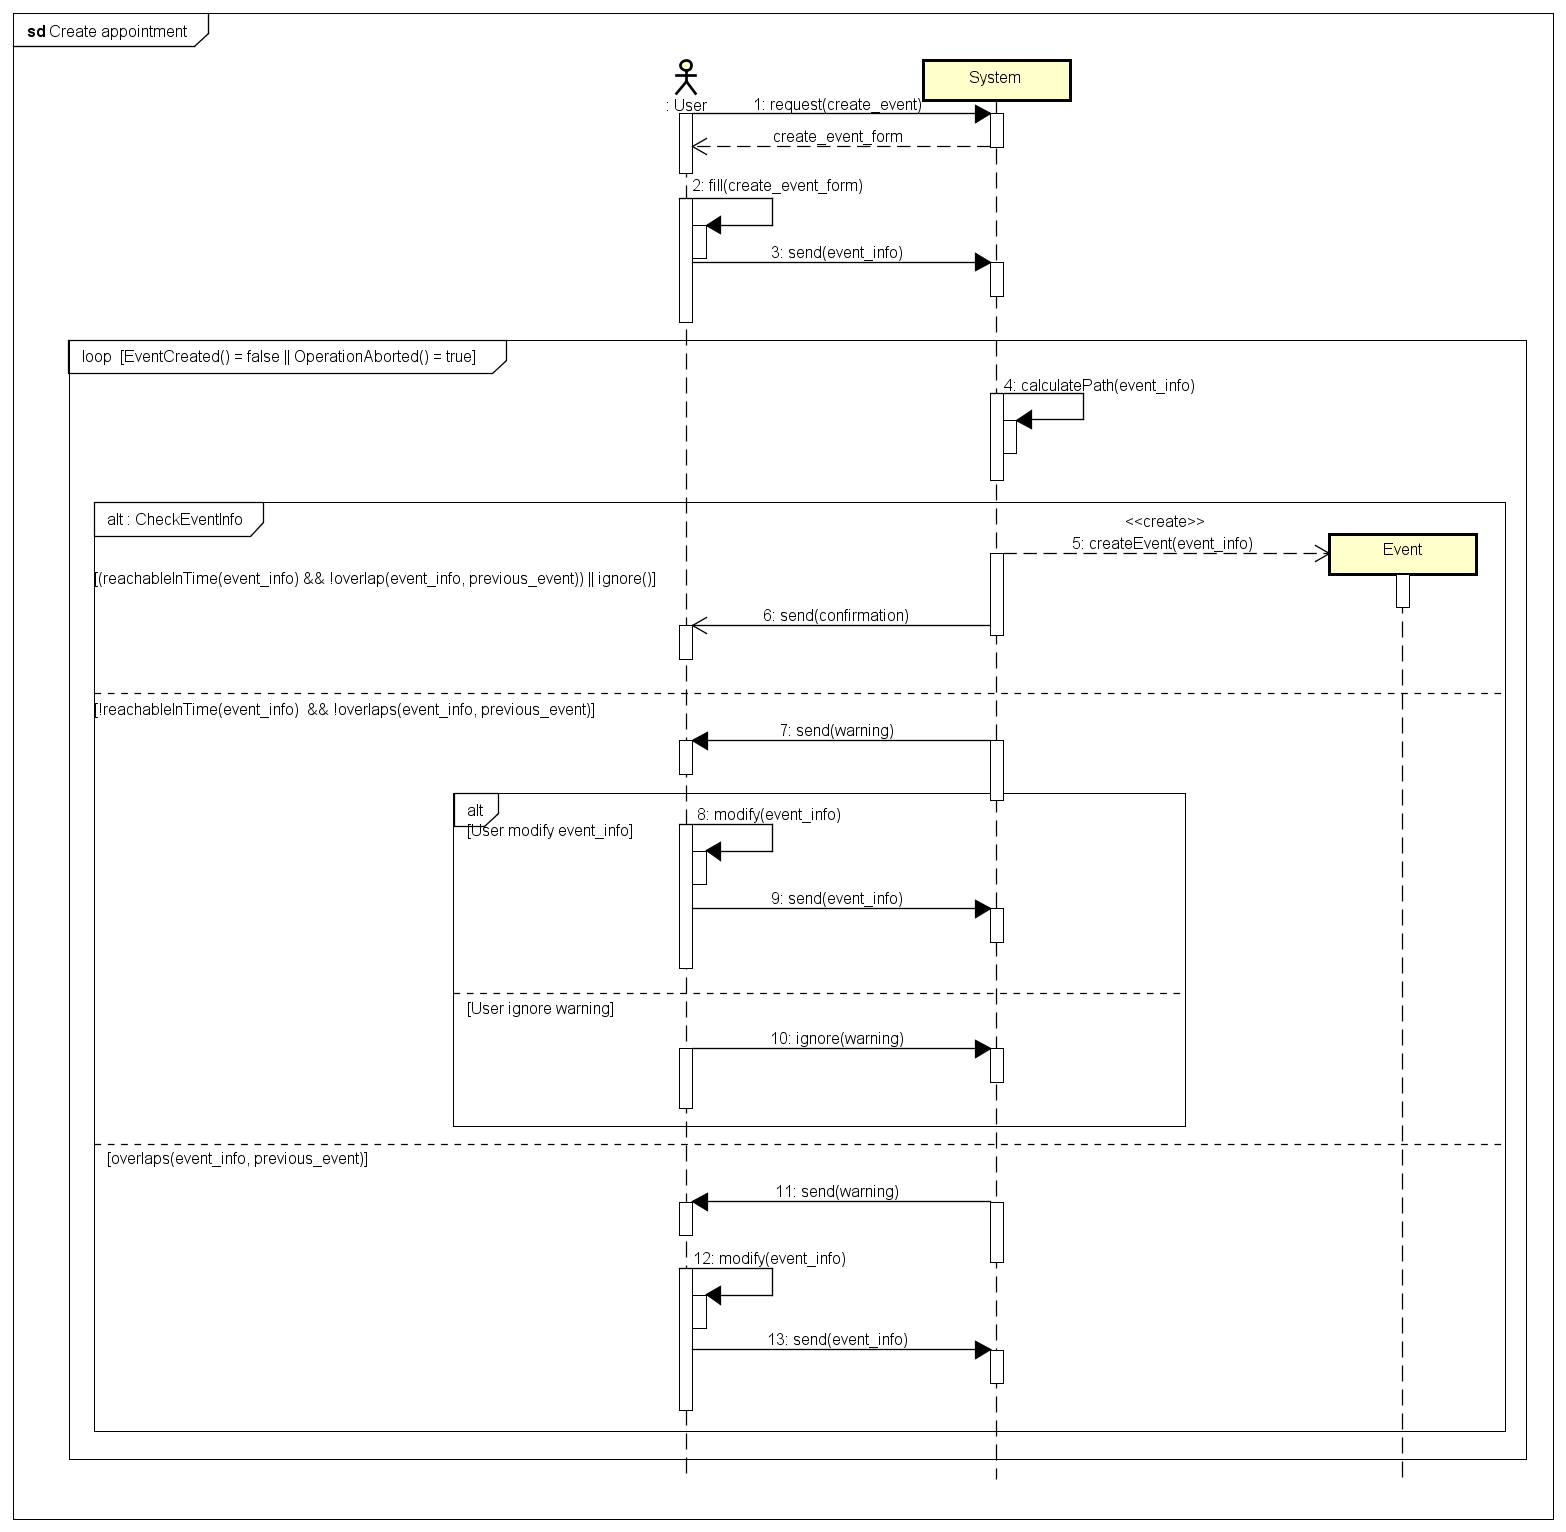 sd Create appointment
System
: User
1: request(create_event)
create_event_form
2: fill(create_event_form)
3: send(event_info)
loop [EventCreated() = false || OperationAborted() = true]
4: calculatePath(event_info)
alt : CheckEventInfo
<<create>>
5: createEvent(event_info)
Event
[(reachableInTime(event_info) && !overlap(event_info, previous_event)) || ignore()]
6: send(confirmation)
[!reachableInTime(event_info) && !overlaps(event_info, previous_event)]
7: send(warning)
alt
8: modify(event_info)
[User modify event_info]
9: send(event_info)
[User ignore warning]
10: ignore(warning)
[overlaps(event_info, previous_event)]
11: send(warning)
12: modify(event_info)
13: send(event_info)